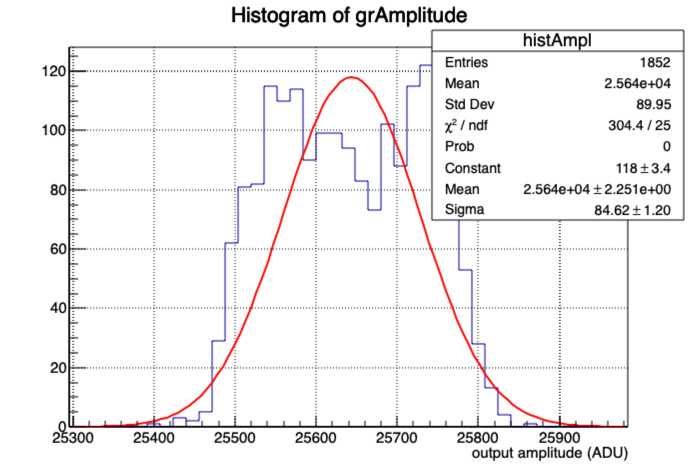 Histogram of grAmplitude
histAmpl
Entries 1852
Mean 2.564e+04
Std Dev 89.95
χ² / ndf 304.4 / 25
Prob 0
Constant 118 ± 3.4
Mean 2.564e+04 ± 2.251e+00
Sigma 84.62 ± 1.20
120
100
80
60
40
20
0
25300 25400 25500 25600 25700 25800 25900
output amplitude (ADU)